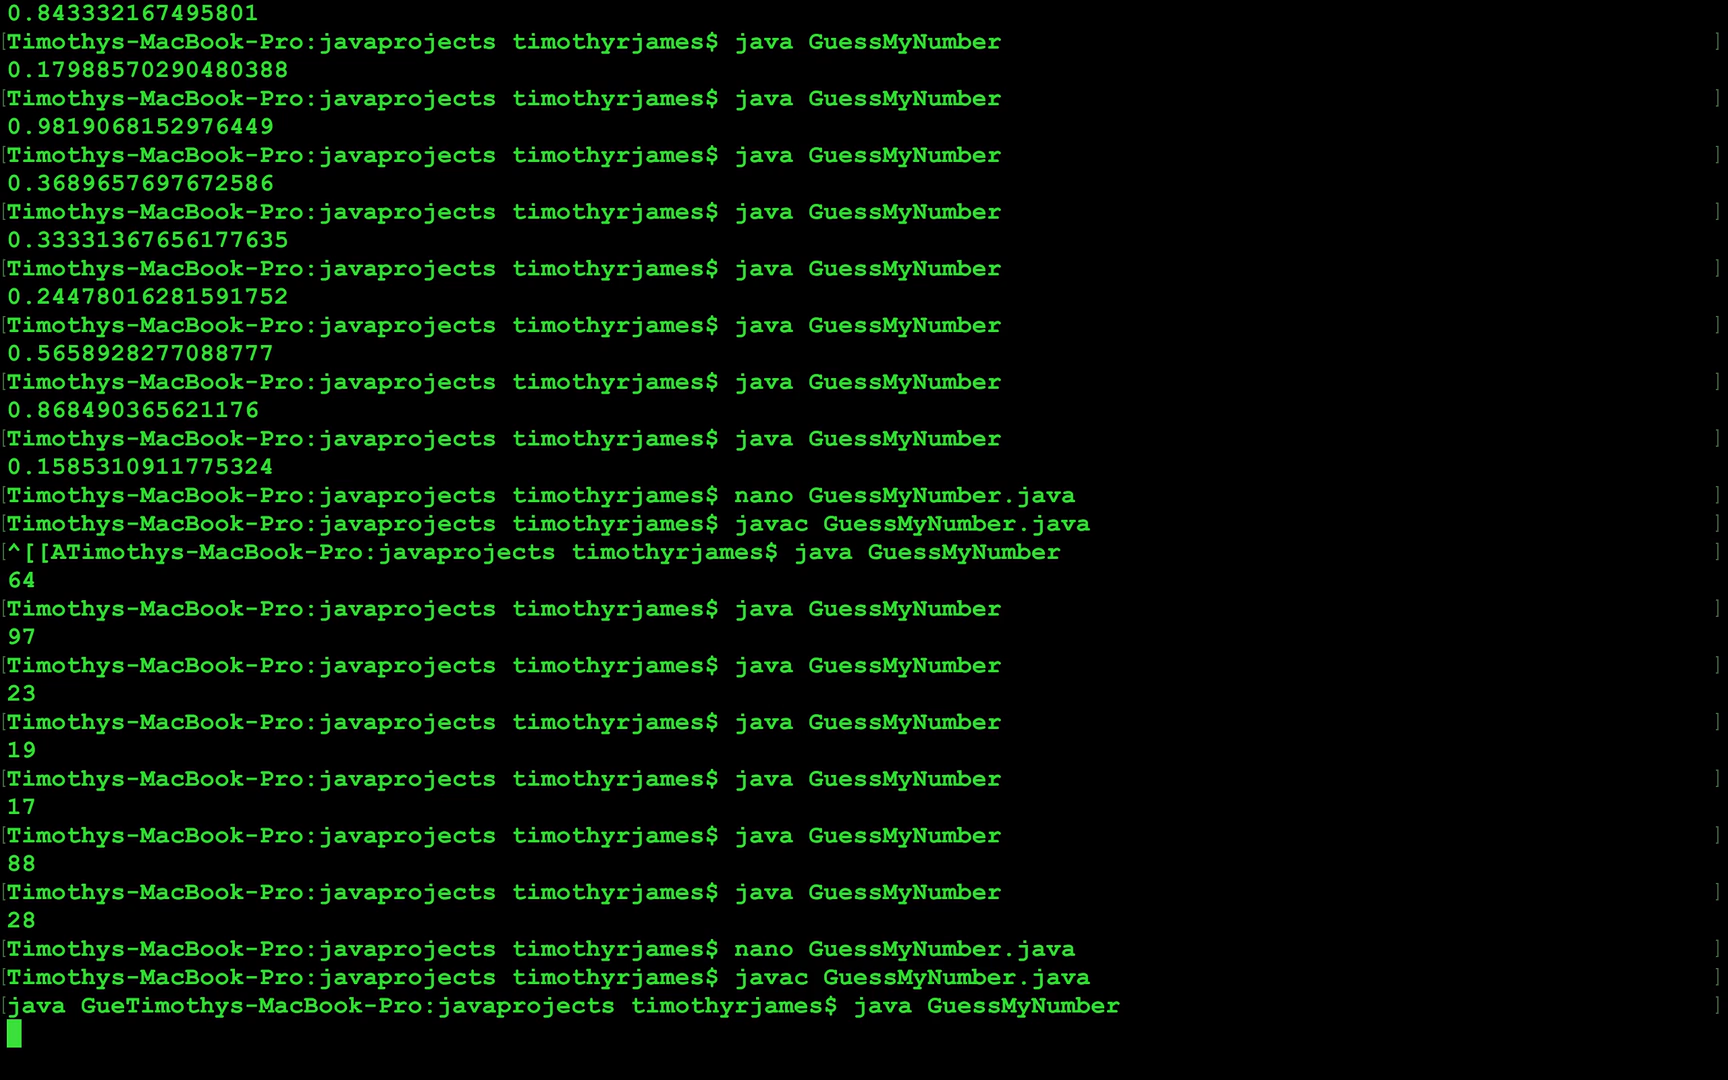 0.843332167495801
[Timothys-MacBook-Pro:javaprojects timothyrjames$ java GuessMyNumber ]
0.17988570290480388
[Timothys-MacBook-Pro:javaprojects timothyrjames$ java GuessMyNumber ]
0.9819068152976449
[Timothys-MacBook-Pro:javaprojects timothyrjames$ java GuessMyNumber ]
0.3689657697672586
[Timothys-MacBook-Pro:javaprojects timothyrjames$ java GuessMyNumber ]
0.33331367656177635
[Timothys-MacBook-Pro:javaprojects timothyrjames$ java GuessMyNumber ]
0.24478016281591752
[Timothys-MacBook-Pro:javaprojects timothyrjames$ java GuessMyNumber ]
0.5658928277088777
[Timothys-MacBook-Pro:javaprojects timothyrjames$ java GuessMyNumber ]
0.868490365621176
[Timothys-MacBook-Pro:javaprojects timothyrjames$ java GuessMyNumber ]
0.1585310911775324
[Timothys-MacBook-Pro:javaprojects timothyrjames$ nano GuessMyNumber.java ]
[Timothys-MacBook-Pro:javaprojects timothyrjames$ javac GuessMyNumber.java ]
[^[[ATimothys-MacBook-Pro:javaprojects timothyrjames$ java GuessMyNumber ]
64
[Timothys-MacBook-Pro:javaprojects timothyrjames$ java GuessMyNumber ]
97
[Timothys-MacBook-Pro:javaprojects timothyrjames$ java GuessMyNumber ]
23
[Timothys-MacBook-Pro:javaprojects timothyrjames$ java GuessMyNumber ]
19
[Timothys-MacBook-Pro:javaprojects timothyrjames$ java GuessMyNumber ]
17
[Timothys-MacBook-Pro:javaprojects timothyrjames$ java GuessMyNumber ]
88
[Timothys-MacBook-Pro:javaprojects timothyrjames$ java GuessMyNumber ]
28
[Timothys-MacBook-Pro:javaprojects timothyrjames$ nano GuessMyNumber.java ]
[Timothys-MacBook-Pro:javaprojects timothyrjames$ javac GuessMyNumber.java ]
[java GueTimothys-MacBook-Pro:javaprojects timothyrjames$ java GuessMyNumber ]